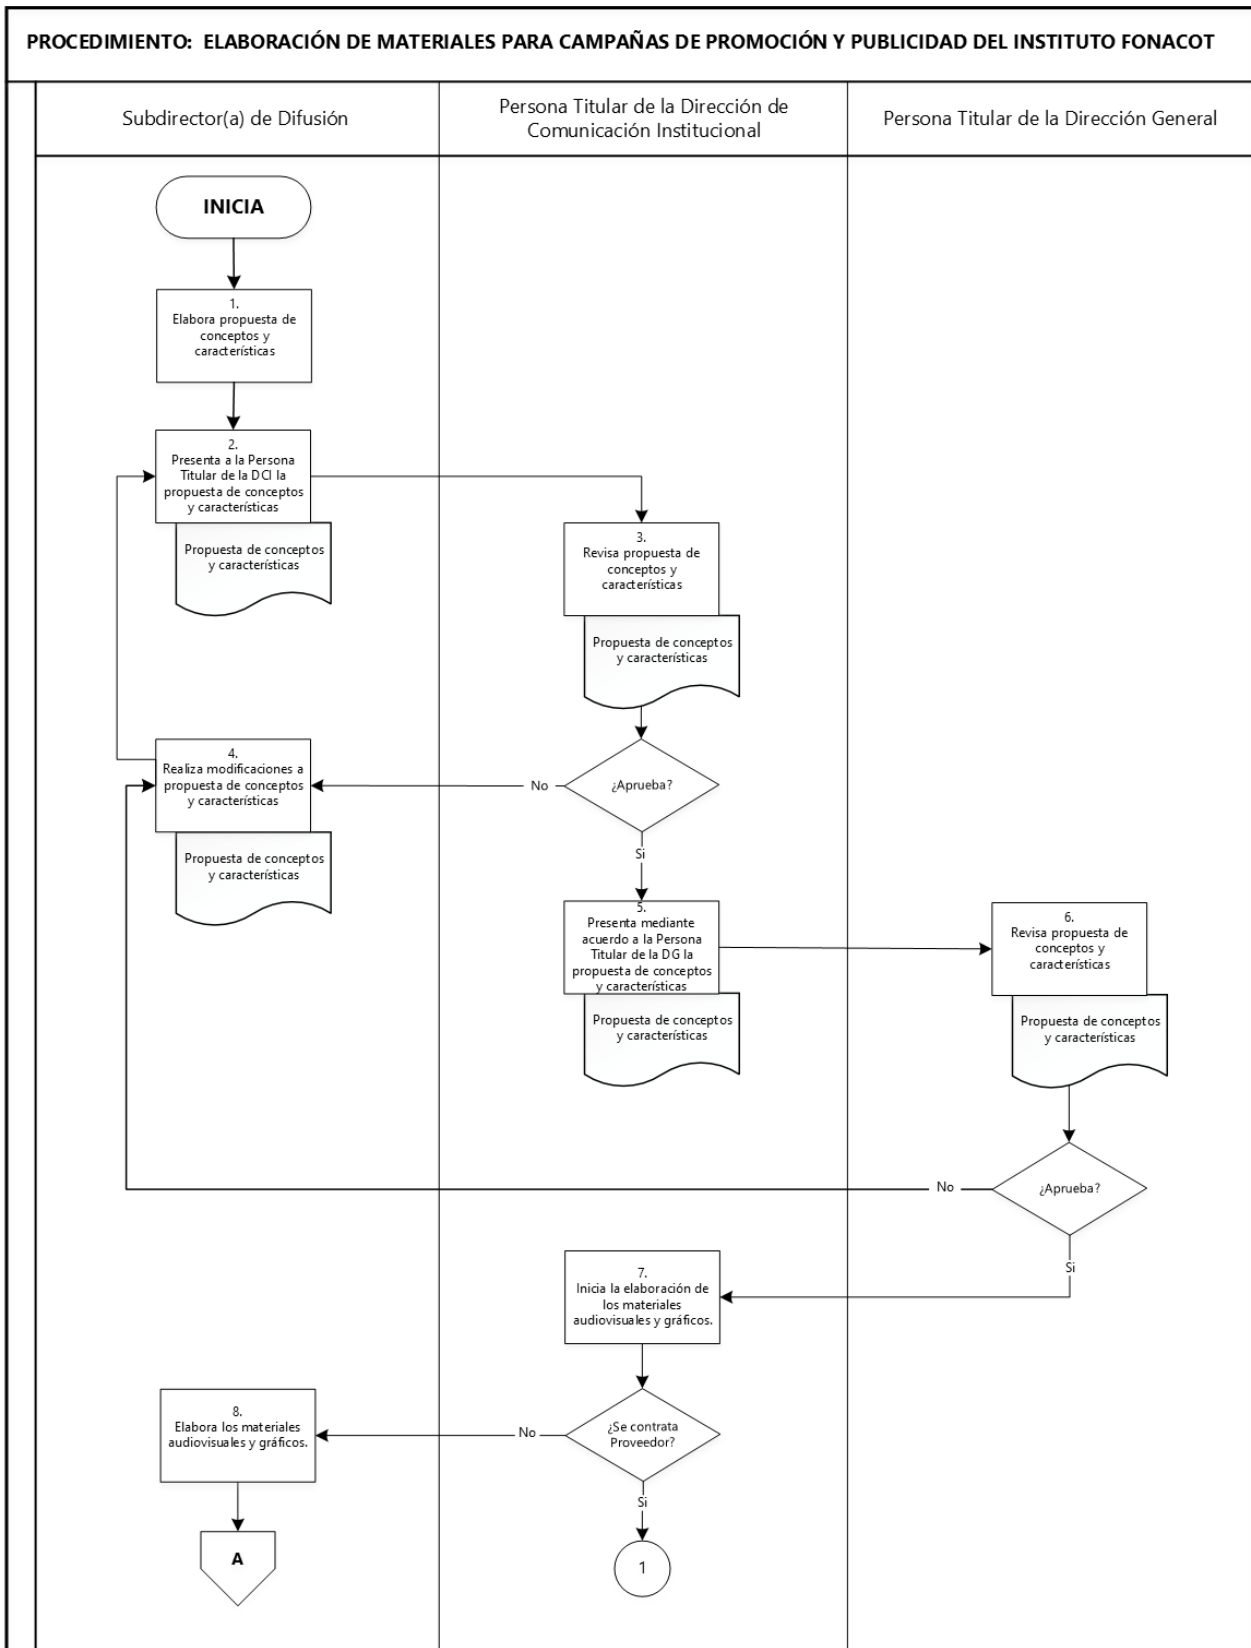 PROCEDIMIENTO: ELABORACIÓN DE MATERIALES PARA CAMPAÑAS DE PROMOCIÓN Y PUBLICIDAD DEL INSTITUTO FONACOT
Subdirector(a) de Difusión
Persona Titular de la Dirección de
Comunicación Institucional
Persona Titular de la Dirección General
INICIA
1.
Elabora propuesta de
conceptos y
características
2.
Presenta a la Persona
Titular de la DCI la
propuesta de conceptos
y características
Propuesta de conceptos
y características
3.
Revisa propuesta de
conceptos y
características
Propuesta de conceptos
y características
¿Aprueba?
No
4.
Realiza modificaciones a
propuesta de conceptos
y características
Propuesta de conceptos
y características
Si
5.
Presenta mediante
acuerdo a la Persona
Titular de la DG la
propuesta de conceptos
y características
Propuesta de conceptos
y características
6.
Revisa propuesta de
conceptos y
características
Propuesta de conceptos
y características
¿Aprueba?
No
Si
7.
Inicia la elaboración de
los materiales
audiovisuales y gráficos.
¿Se contrata
Proveedor?
No
8.
Elabora los materiales
audiovisuales y gráficos.
A
Si
1